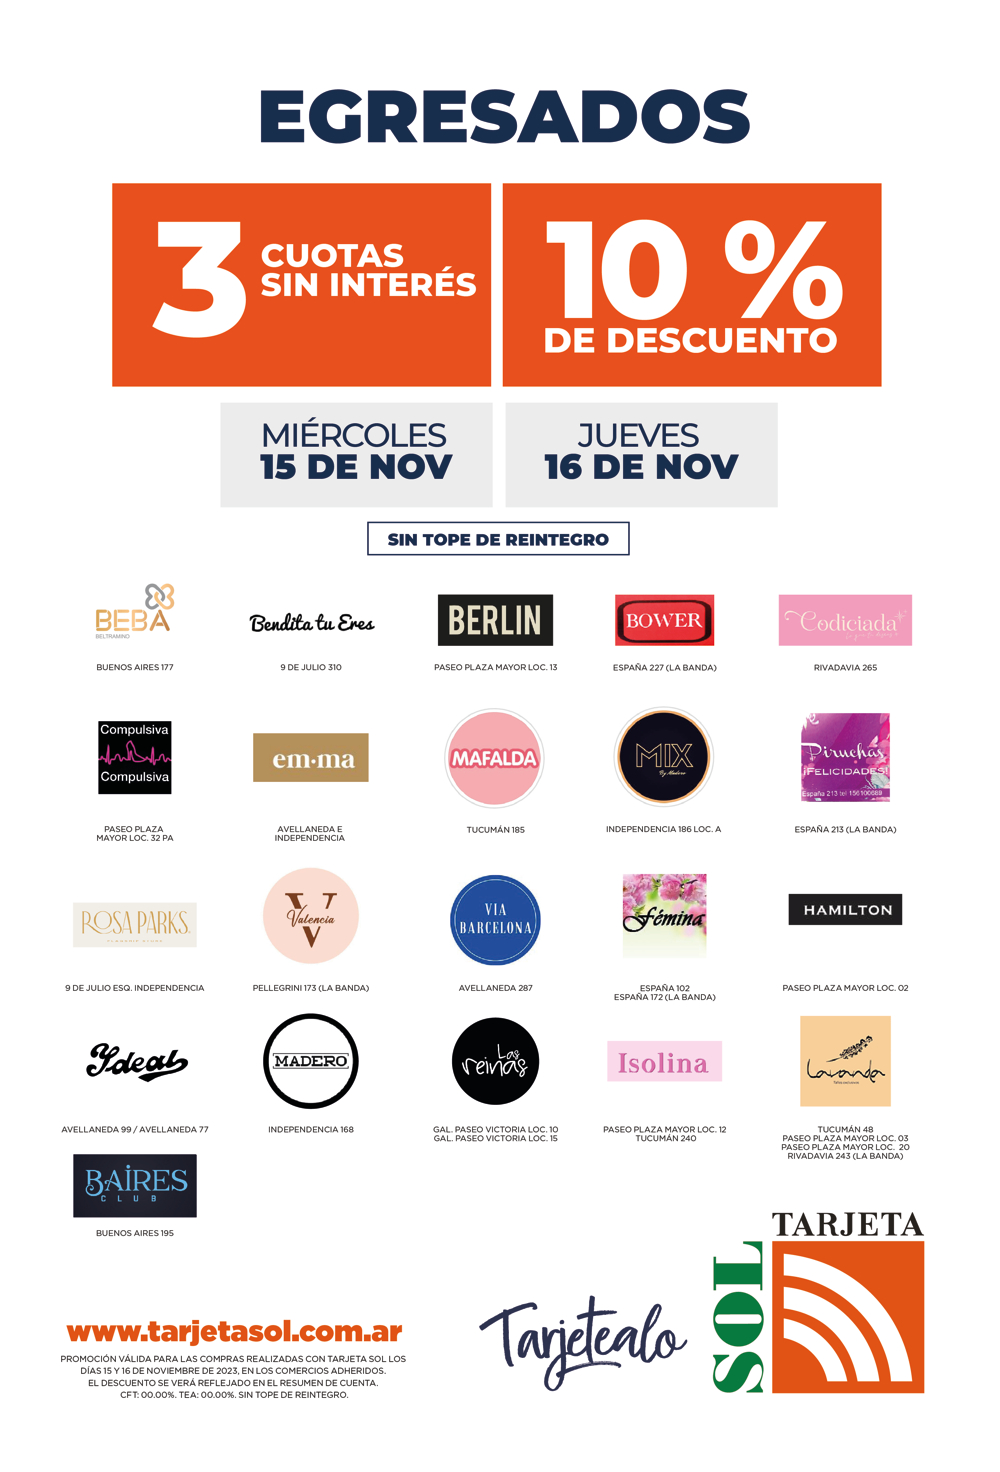 EGRESADOS
3 CUOTAS
SIN INTERÉS
10 %
DE DESCUENTO
MIÉRCOLES
15 DE NOV
JUEVES
16 DE NOV
SIN TOPE DE REINTEGRO
BEBA
BELTRAMINO
BUENOS AIRES 177
Bendita tu Eres
9 DE JULIO 310
BERLIN
PASEO PLAZA MAYOR LOC. 13
BOWER
ESPAÑA 227 (LA BANDA)
Codiciada
RIVADAVIA 265
Compulsiva
Compulsiva
PASEO PLAZA
MAYOR LOC. 32 PA
em·ma
AVELLANEDA E
INDEPENDENCIA
MAFALDA
TUCUMÁN 185
MIX
By Madero
INDEPENDENCIA 186 LOC. A
Piruchas
¡FELICIDADES!
España 213 tel 156100689
ESPAÑA 213 (LA BANDA)
ROSA PARKS
9 DE JULIO ESQ. INDEPENDENCIA
V
Valencia
PELLEGRINI 173 (LA BANDA)
VIA
BARCELONA
AVELLANEDA 287
Fémina
ESPAÑA 102
ESPAÑA 172 (LA BANDA)
HAMILTON
PASEO PLAZA MAYOR LOC. 02
Ydeal
AVELLANEDA 99 / AVELLANEDA 77
MADERO
INDEPENDENCIA 168
Las
reinas
GAL. PASEO VICTORIA LOC. 10
GAL. PASEO VICTORIA LOC. 15
Isolina
PASEO PLAZA MAYOR LOC. 12
TUCUMÁN 240
Lavanda
TUCUMÁN 48
PASEO PLAZA MAYOR LOC. 03
PASEO PLAZA MAYOR LOC. 20
RIVADAVIA 243 (LA BANDA)
BAIRES
CLUB
BUENOS AIRES 195
www.tarjetasol.com.ar
PROMOCIÓN VÁLIDA PARA LAS COMPRAS REALIZADAS CON TARJETA SOL LOS
DÍAS 15 Y 16 DE NOVIEMBRE DE 2023, EN LOS COMERCIOS ADHERIDOS.
EL DESCUENTO SE VERÁ REFLEJADO EN EL RESUMEN DE CUENTA.
CFT: 00.00%. TEA: 00.00%. SIN TOPE DE REINTEGRO.
Tarjetealo
TARJETA
SOL